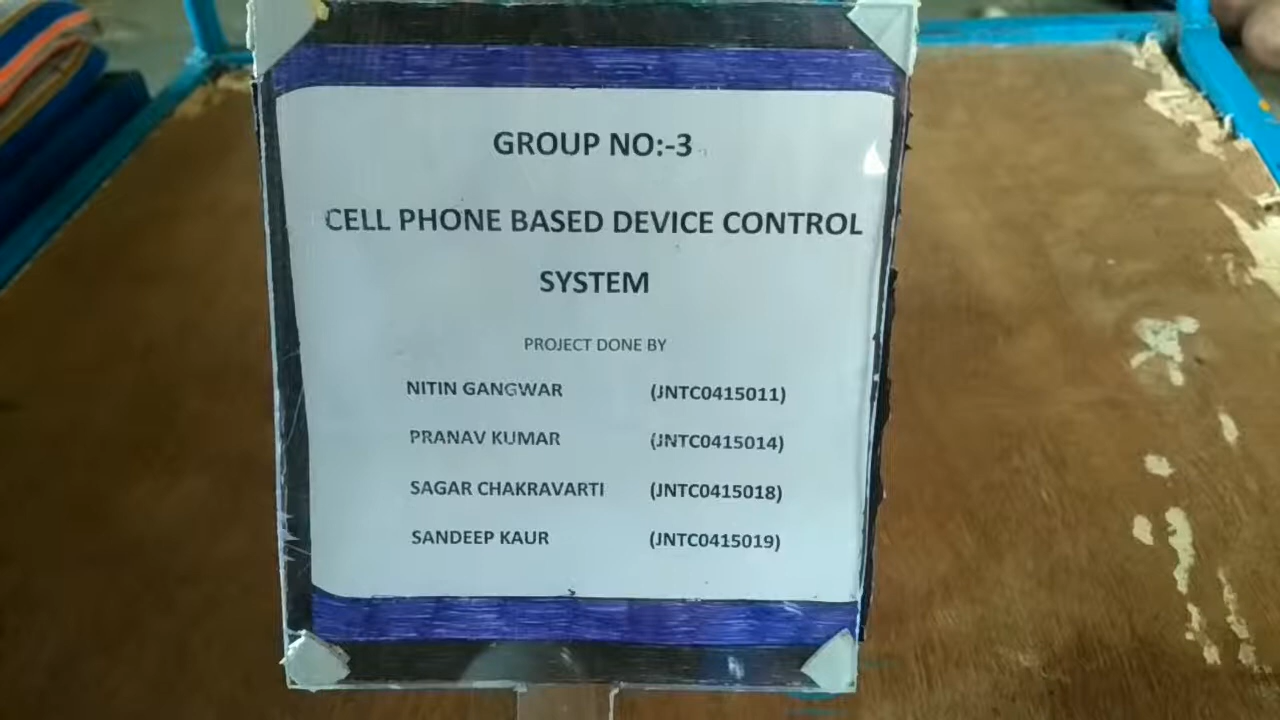 GROUP NO:-3
CELL PHONE BASED DEVICE CONTROL
SYSTEM
PROJECT DONE BY
NITIN GANGWAR (JNTC0415011)
PRANAV KUMAR (JNTC0415014)
SAGAR CHAKRAVARTI (JNTC0415018)
SANDEEP KAUR (JNTC0415019)